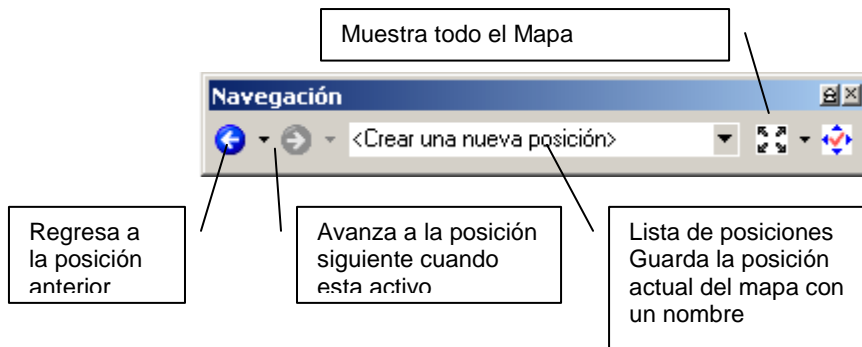 Muestra todo el Mapa
Navegación
<Crear una nueva posición>
Regresa a
la posición
anterior
Avanza a la posición
siguiente cuando
esta activo
Lista de posiciones
Guarda la posición
actual del mapa con
un nombre